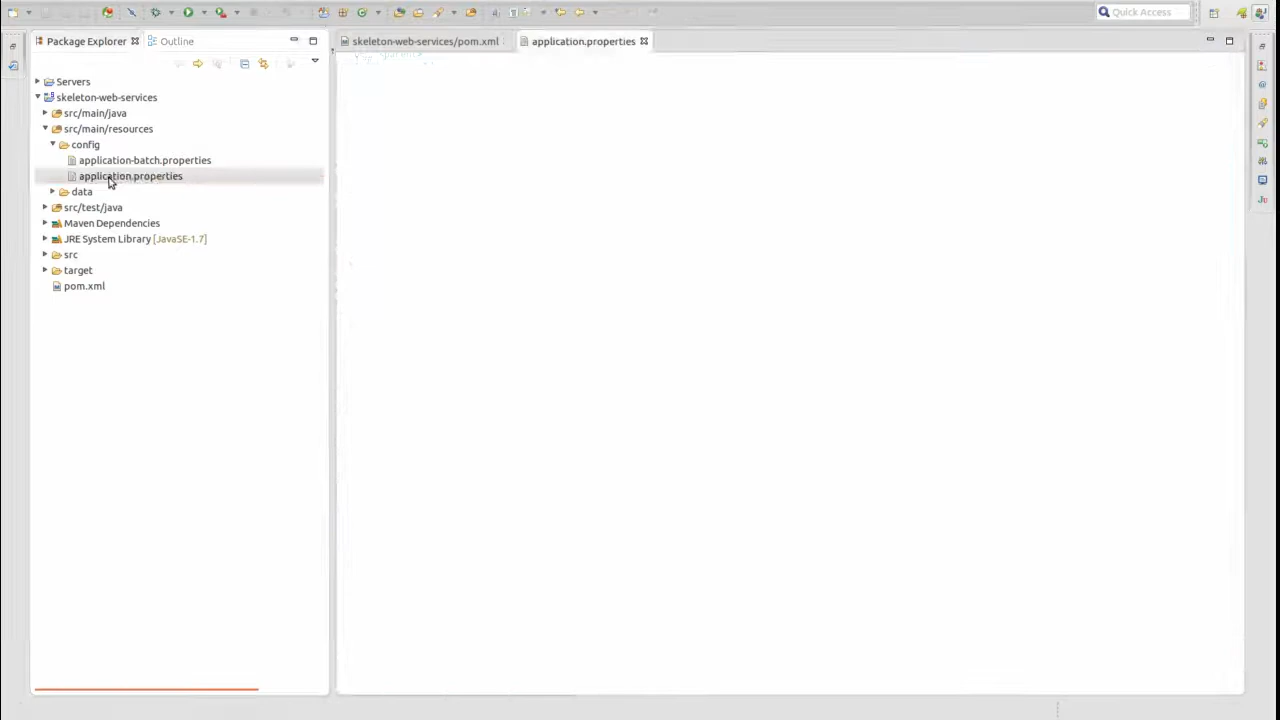 Quick Access
Package Explorer
Outline
skeleton-web-services/pom.xml
application.properties
Servers
skeleton-web-services
src/main/java
src/main/resources
config
application-batch.properties
application.properties
data
src/test/java
Maven Dependencies
JRE System Library [JavaSE-1.7]
src
target
pom.xml